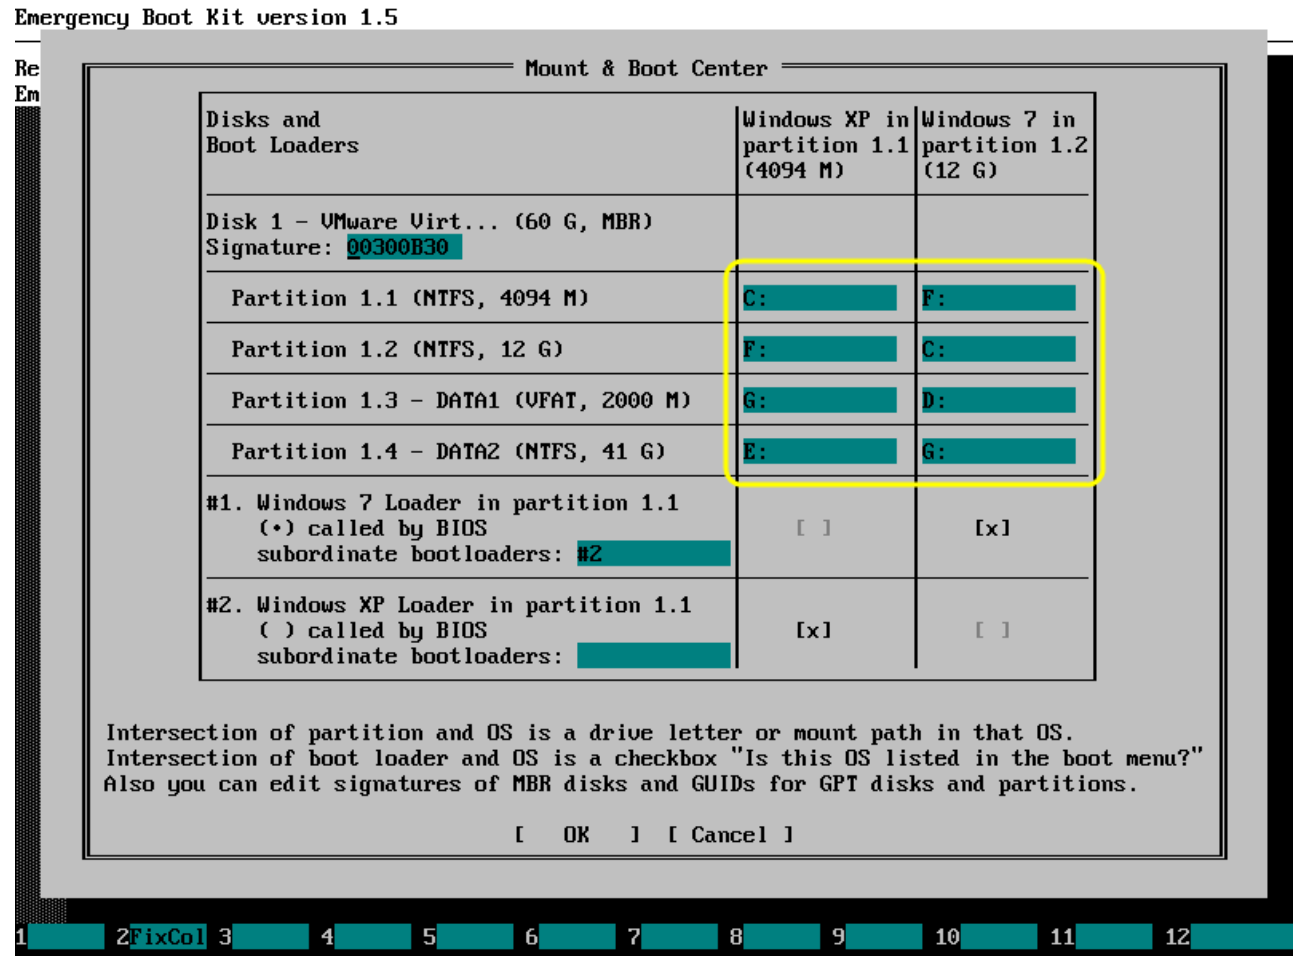 Emergency Boot Kit version 1.5
Re
Em
Mount & Boot Center
Disks and Boot Loaders
Windows XP in partition 1.1 (4094 M)
Windows 7 in partition 1.2 (12 G)
Disk 1 - VMware Virt... (60 G, MBR)
Signature: 00300B30
Partition 1.1 (NTFS, 4094 M) C: F:
Partition 1.2 (NTFS, 12 G) F: C:
Partition 1.3 - DATA1 (VFAT, 2000 M) G: D:
Partition 1.4 - DATA2 (NTFS, 41 G) E: G:
#1. Windows 7 Loader in partition 1.1
(•) called by BIOS [ ] [x]
subordinate bootloaders: #2
#2. Windows XP Loader in partition 1.1
( ) called by BIOS [x] [ ]
subordinate bootloaders:
Intersection of partition and OS is a drive letter or mount path in that OS.
Intersection of boot loader and OS is a checkbox "Is this OS listed in the boot menu?"
Also you can edit signatures of MBR disks and GUIDs for GPT disks and partitions.
[ OK ] [ Cancel ]
1 2FixCol 3 4 5 6 7 8 9 10 11 12